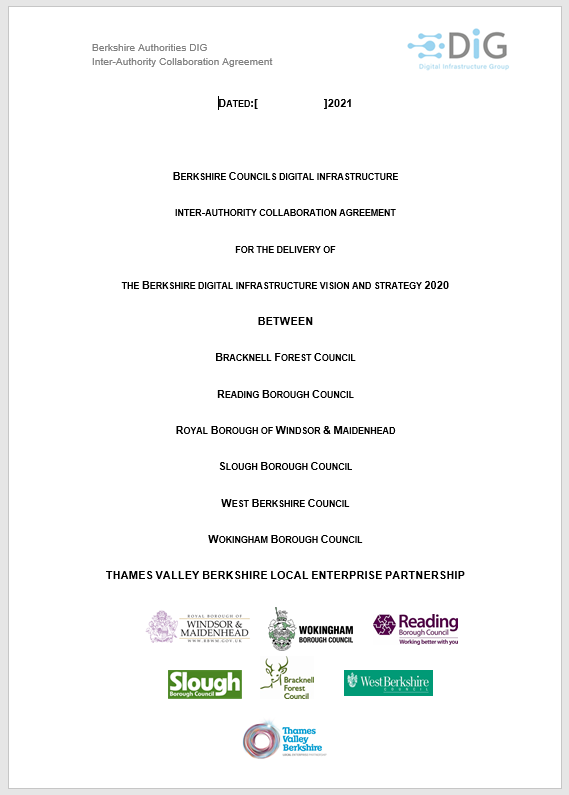 Berkshire Authorities DIG
Inter-Authority Collaboration Agreement
DiG
Digital Infrastructure Group
DATED:[ ]2021
BERKSHIRE COUNCILS DIGITAL INFRASTRUCTURE
INTER-AUTHORITY COLLABORATION AGREEMENT
FOR THE DELIVERY OF
THE BERKSHIRE DIGITAL INFRASTRUCTURE VISION AND STRATEGY 2020
BETWEEN
BRACKNELL FOREST COUNCIL
READING BOROUGH COUNCIL
ROYAL BOROUGH OF WINDSOR & MAIDENHEAD
SLOUGH BOROUGH COUNCIL
WEST BERKSHIRE COUNCIL
WOKINGHAM BOROUGH COUNCIL
THAMES VALLEY BERKSHIRE LOCAL ENTERPRISE PARTNERSHIP
ROYAL BOROUGH OF
WINDSOR &
MAIDENHEAD
WWW.RBWM.GOV.UK
WOKINGHAM
BOROUGH COUNCIL
Reading
Borough Council
Working better with you
Slough
Borough Council
Bracknell
Forest
Council
West Berkshire
COUNCIL
Thames
Valley
Berkshire